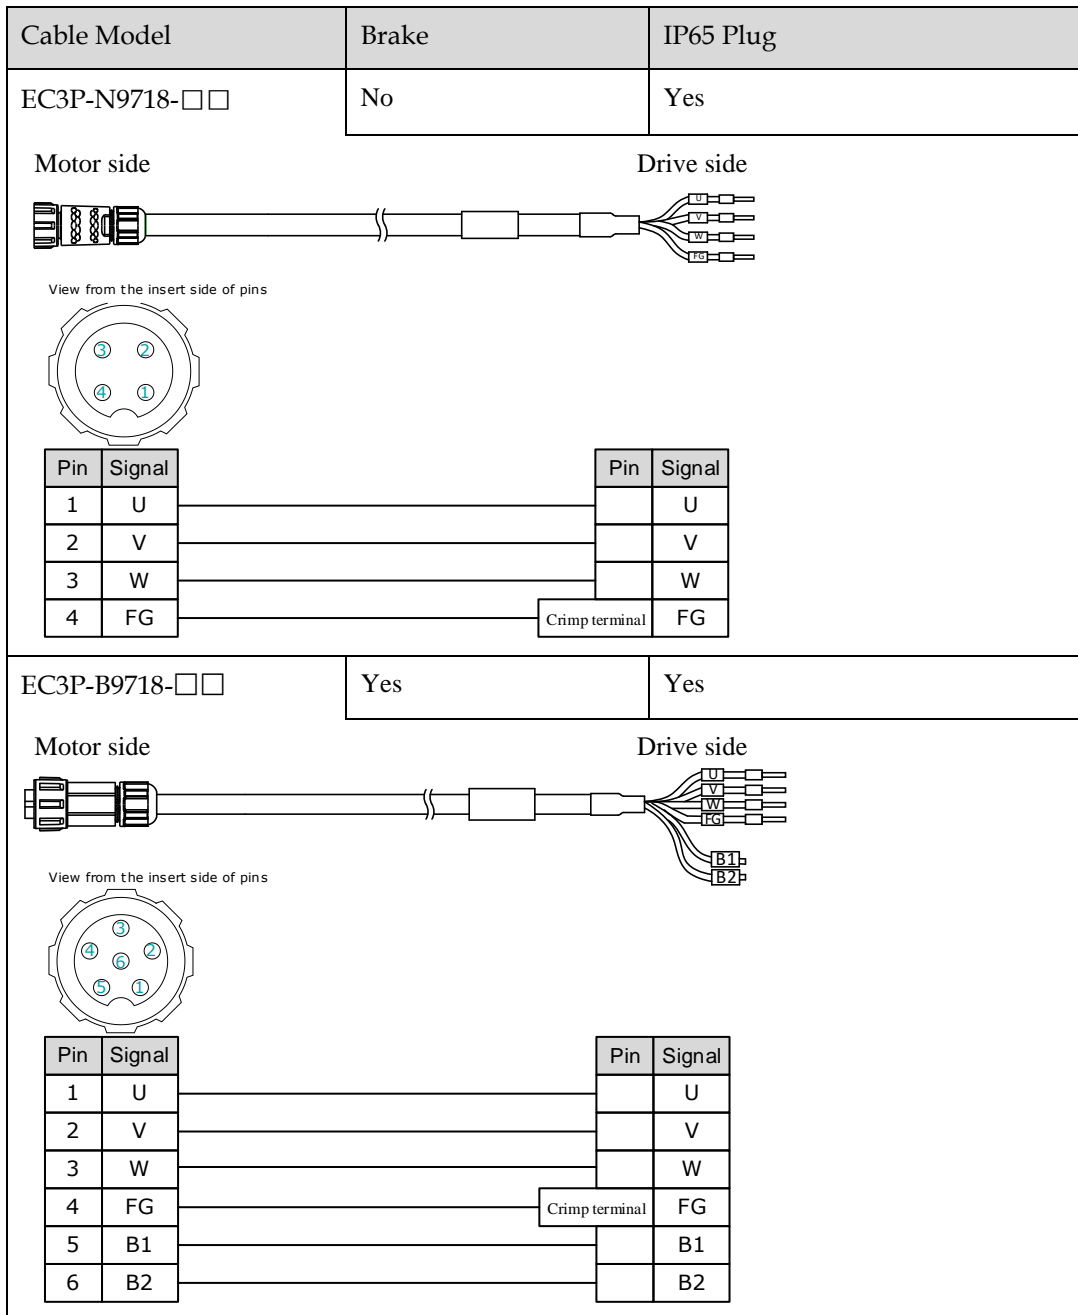 Cable Model Brake IP65 Plug
EC3P-N9718-□□ No Yes
Motor side Drive side
U
V
W
FG
View from the insert side of pins
3 2
4 1
Pin Signal Pin Signal
1 U U
2 V V
3 W W
4 FG Crimp terminal FG
EC3P-B9718-□□ Yes Yes
Motor side Drive side
U
V
W
FG
B1
B2
View from the insert side of pins
3
4 2
6
5 1
Pin Signal Pin Signal
1 U U
2 V V
3 W W
4 FG Crimp terminal FG
5 B1 B1
6 B2 B2